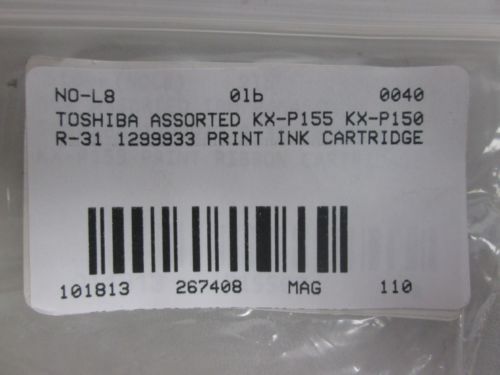 NO-L8 01b 0040
TOSHIBA ASSORTED KX-P155 KX-P150
R-31 1299933 PRINT INK CARTRIDGE
101813 267408 MAG 110